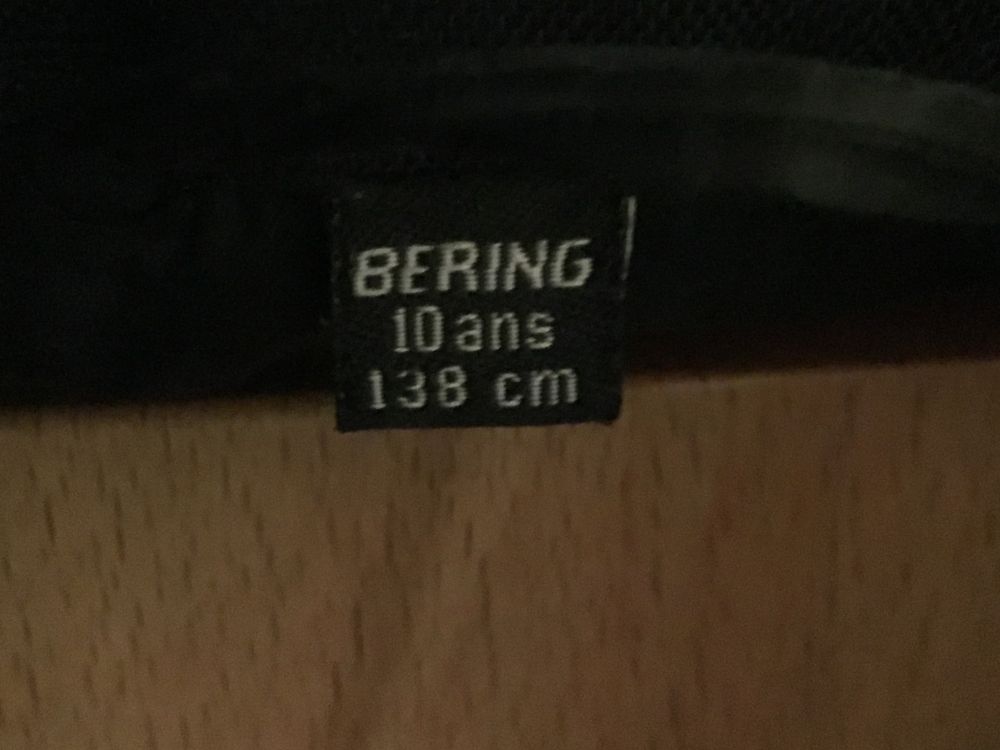 BERING
10 ans
138 cm